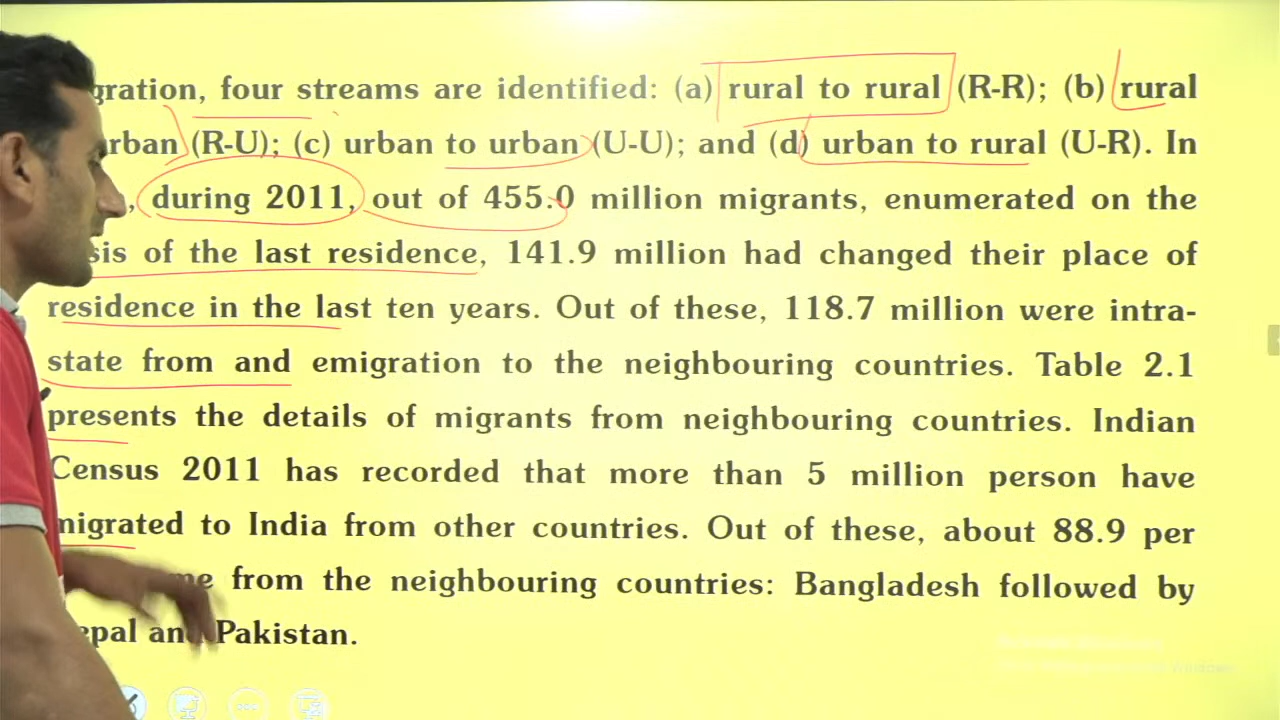 gration, four streams are identified: (a) rural to rural (R-R); (b) rural
urban (R-U); (c) urban to urban (U-U); and (d) urban to rural (U-R). In
during 2011, out of 455.0 million migrants, enumerated on the
sis of the last residence, 141.9 million had changed their place of
residence in the last ten years. Out of these, 118.7 million were intra-
state from and emigration to the neighbouring countries. Table 2.1
presents the details of migrants from neighbouring countries. Indian
Census 2011 has recorded that more than 5 million person have
migrated to India from other countries. Out of these, about 88.9 per
me from the neighbouring countries: Bangladesh followed by
epal and Pakistan.